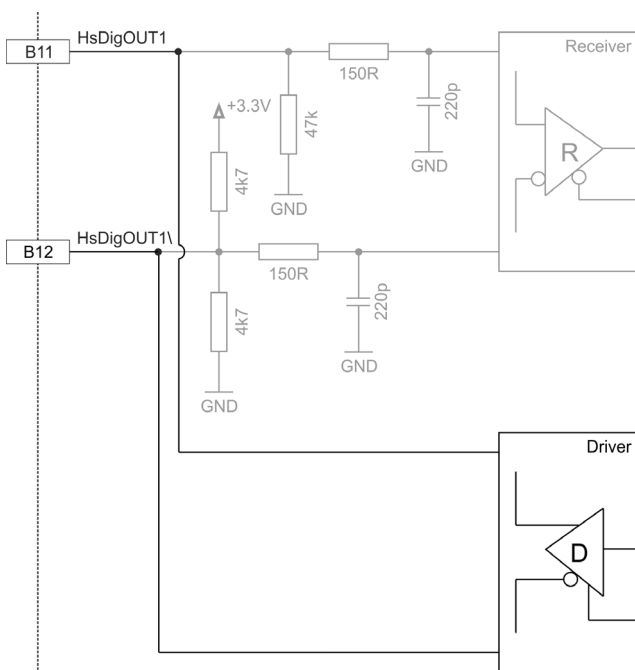 HsDigOUT1
B11
Receiver
150R
+3.3V
47k
220p
R
4k7
GND
GND
HsDigOUT1\
B12
150R
4k7
220p
GND
GND
Driver
D